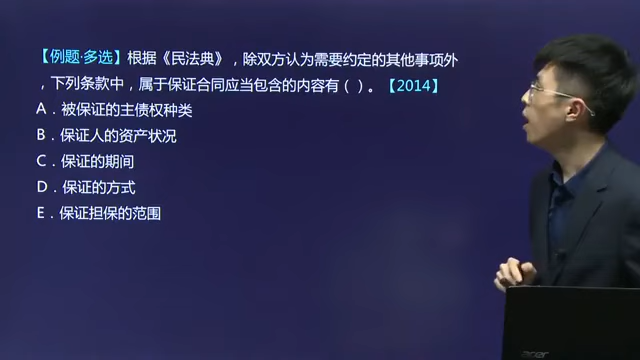 【例题·多选】根据《民法典》，除双方认为需要约定的其他事项外
，下列条款中，属于保证合同应当包含的内容有（ ）。【2014】
A．被保证的主债权种类
B．保证人的资产状况
C．保证的期间
D．保证的方式
E．保证担保的范围
acer